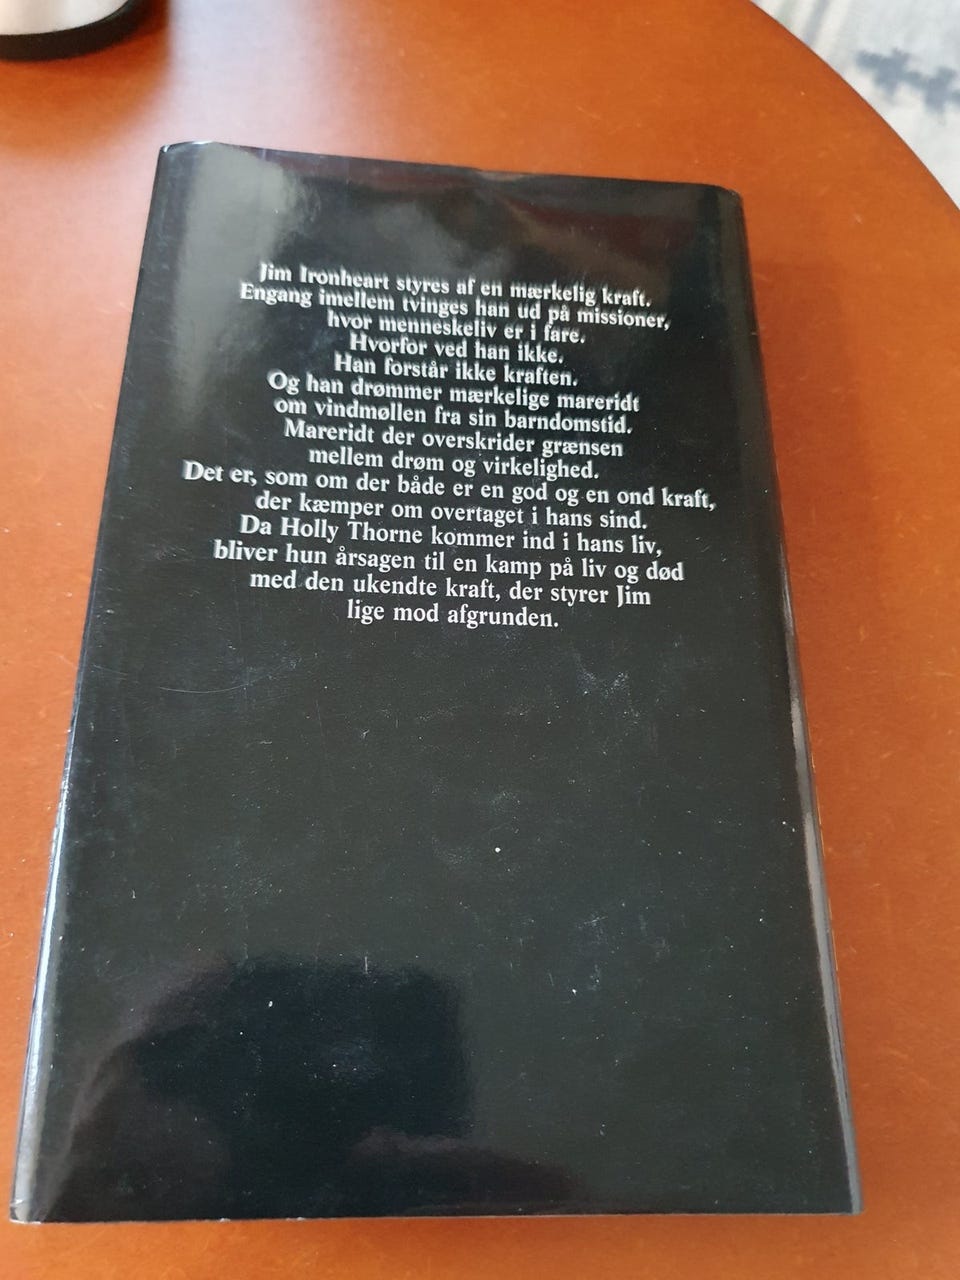 Jim Ironheart styres af en mærkelig kraft.
Engang imellem tvinges han ud på missioner,
hvor menneskeliv er i fare.
Hvorfor ved han ikke.
Han forstår ikke kraften.
Og han drømmer mærkelige mareridt
om vindmøllen fra sin barndomstid.
Mareridt der overskrider grænsen
mellem drøm og virkelighed.
Det er, som om der både er en god og en ond kraft,
der kæmper om overtaget i hans sind.
Da Holly Thorne kommer ind i hans liv,
bliver hun årsagen til en kamp på liv og død
med den ukendte kraft, der styrer Jim
lige mod afgrunden.